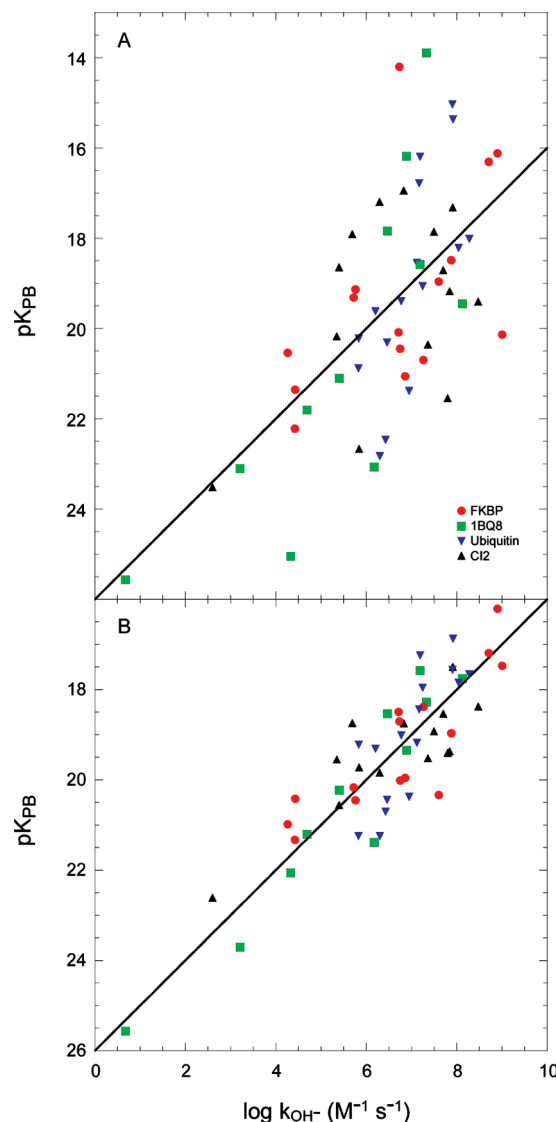 A
14
16
18
20
22
24
pKPB
FKBP
1BQ8
Ubiquitin
CI2
B
18
20
22
24
26
pKPB
0 2 4 6 8 10
log kOH- (M⁻¹ s⁻¹)